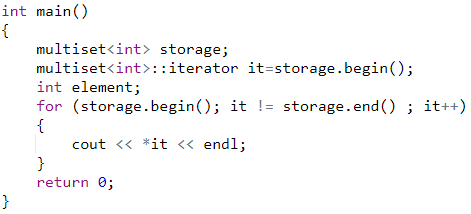 int main()
{
    multiset<int> storage;
    multiset<int>::iterator it=storage.begin();
    int element;
    for (storage.begin(); it != storage.end() ; it++)
    {
        cout << *it << endl;
    }
    return 0;
}